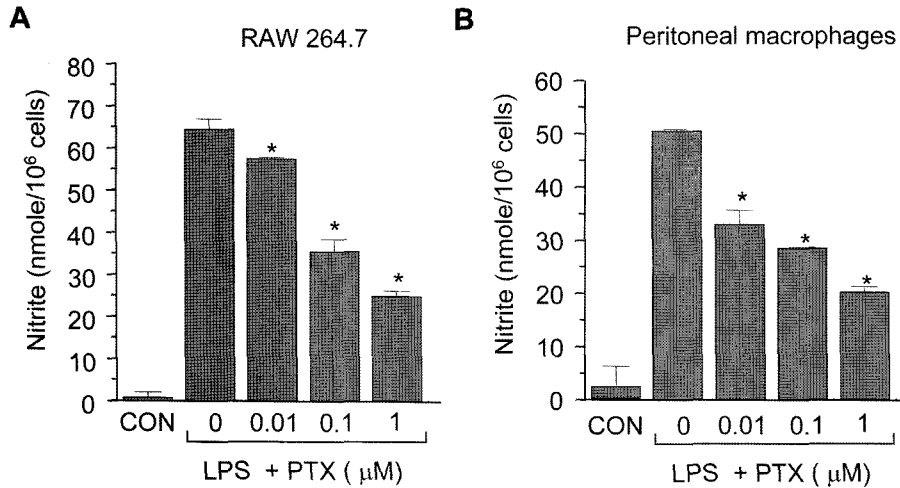 A
RAW 264.7
Nitrite (nmole/10⁶ cells)
80
70
60
50
40
30
20
10
0
* * *
CON 0 0.01 0.1 1
LPS + PTX ( μM)
B
Peritoneal macrophages
Nitrite (nmole/10⁶ cells)
60
50
40
30
20
10
0
* * *
CON 0 0.01 0.1 1
LPS + PTX ( μM)